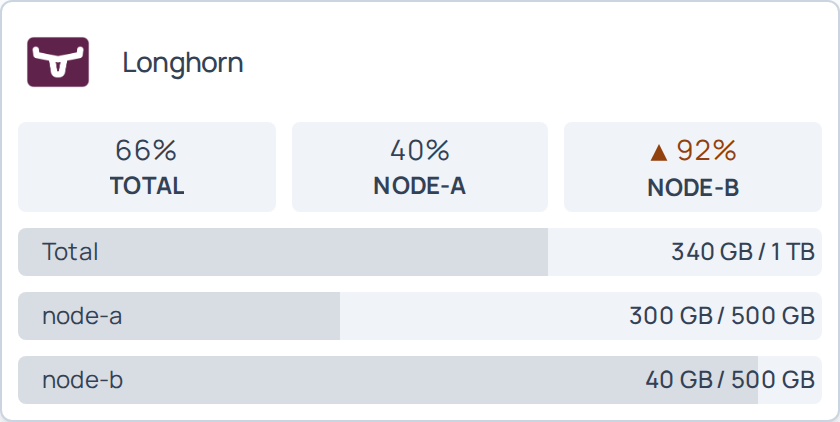 Longhorn
66%
TOTAL
40%
NODE-A
▲ 92%
NODE-B
Total 340 GB / 1 TB
node-a 300 GB / 500 GB
node-b 40 GB / 500 GB